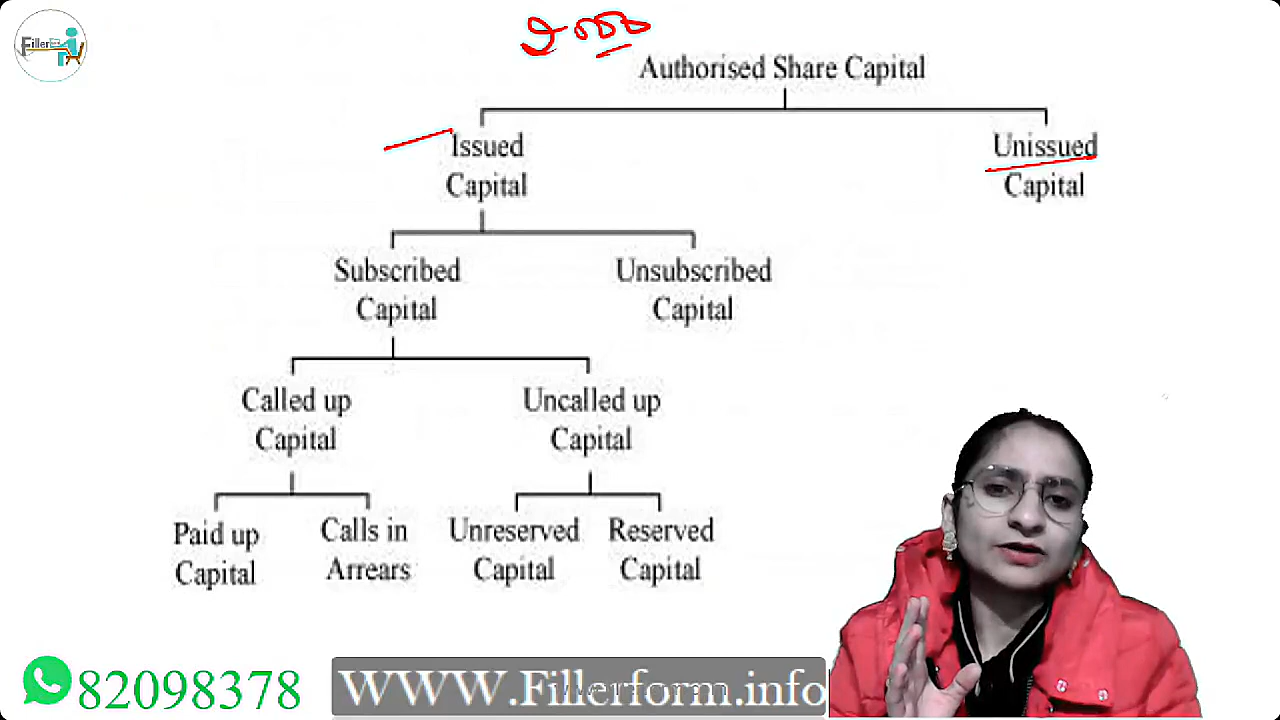 Filler
Authorised Share Capital
Issued
Capital
Unissued
Capital
Subscribed
Capital
Unsubscribed
Capital
Called up
Capital
Uncalled up
Capital
Paid up
Capital
Calls in
Arrears
Unreserved
Capital
Reserved
Capital
82098378
WWW.Fillerform.info